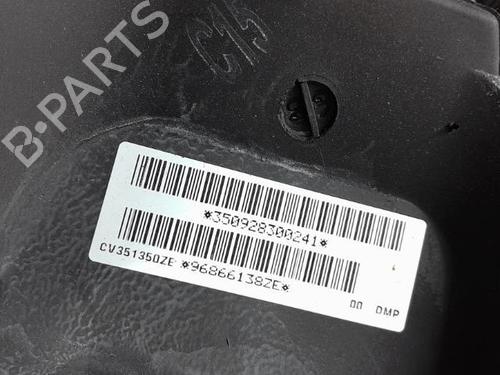 C15
B-PARTS
*350928300241*
CV351350ZE *96866138ZE*
00 DMP